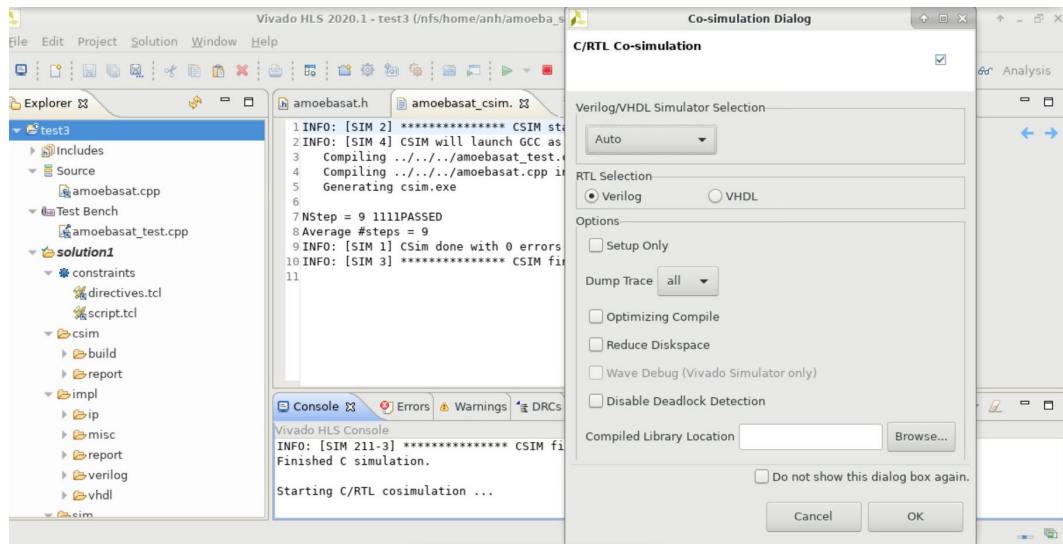 Vivado HLS 2020.1 - test3 (/nfs/home/anh/amoeba_s
File Edit Project Solution Window Help
Analysis
Explorer
test3
Includes
Source
amoebasat.cpp
Test Bench
amoebasat_test.cpp
solution1
constraints
directives.tcl
script.tcl
csim
build
report
impl
ip
misc
report
verilog
vhdl
sim
amoebasat.h
amoebasat_csim.
1 INFO: [SIM 2] *************** CSIM sta
2 INFO: [SIM 4] CSIM will launch GCC as
3 Compiling ../../../amoebasat_test.c
4 Compiling ../../../amoebasat.cpp in
5 Generating csim.exe
6
7 NStep = 9 1111PASSED
8 Average #steps = 9
9 INFO: [SIM 1] CSim done with 0 errors
10 INFO: [SIM 3] *************** CSIM fin
11
Console Errors Warnings DRCs
Vivado HLS Console
INFO: [SIM 211-3] *************** CSIM fi
Finished C simulation.
Starting C/RTL cosimulation ...
Co-simulation Dialog
C/RTL Co-simulation
Verilog/VHDL Simulator Selection
Auto
RTL Selection
Verilog VHDL
Options
Setup Only
Dump Trace all
Optimizing Compile
Reduce Diskspace
Wave Debug (Vivado Simulator only)
Disable Deadlock Detection
Compiled Library Location Browse...
Do not show this dialog box again.
Cancel OK